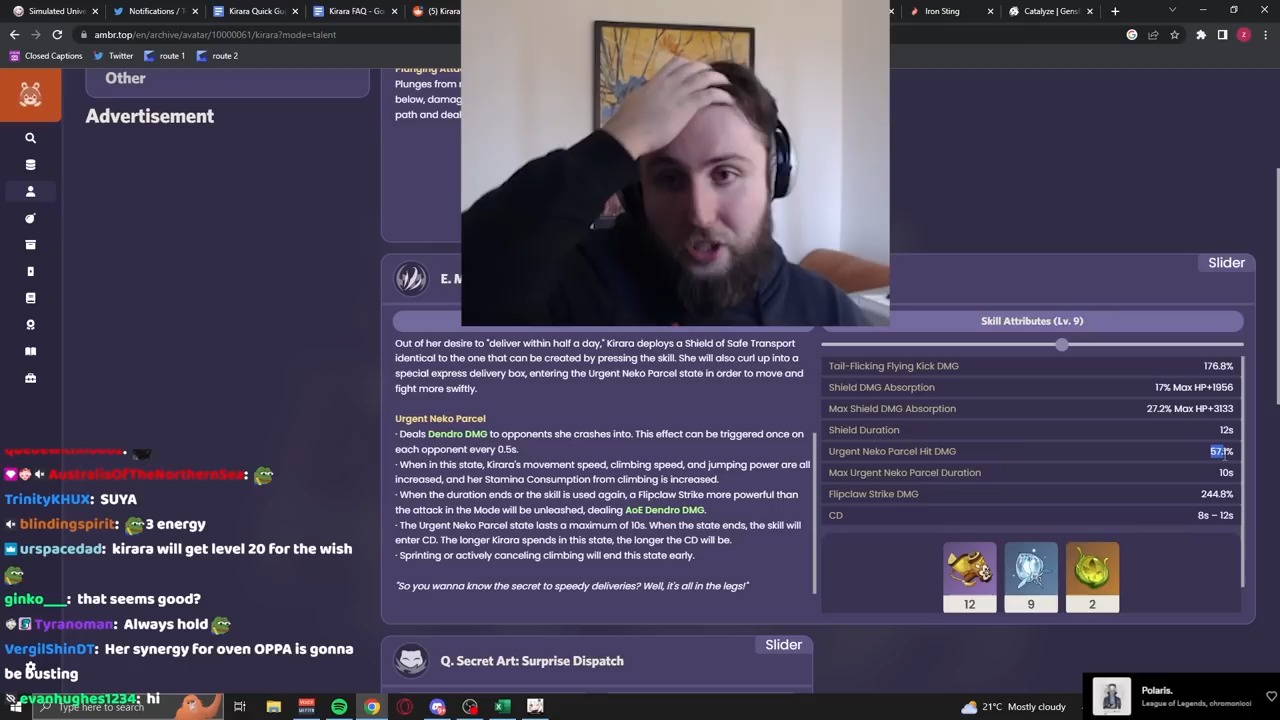 Simulated Univ
Notifications / T
Kirara Quick Gui
Kirara FAQ - Go
(5) Kirara
Iron Sting
Catalyze | Gens
ambr.top/en/archive/avatar/10000061/kirara?mode=talent
Closed Captions
Twitter
route 1
route 2
Other
Advertisement
Plunges from
below, damag
path and deal
Slider
E. M
Skill Attributes (Lv. 9)
Out of her desire to "deliver within half a day," Kirara deploys a Shield of Safe Transport
identical to the one that can be created by pressing the skill. She will also curl up into a
special express delivery box, entering the Urgent Neko Parcel state in order to move and
fight more swiftly.
Urgent Neko Parcel
· Deals Dendro DMG to opponents she crashes into. This effect can be triggered once on
each opponent every 0.5s.
· When in this state, Kirara's movement speed, climbing speed, and jumping power are all
increased, and her Stamina Consumption from climbing is increased.
· When the duration ends or the skill is used again, a Flipclaw Strike more powerful than
the attack in the Mode will be unleashed, dealing AoE Dendro DMG.
· The Urgent Neko Parcel state lasts a maximum of 10s. When the state ends, the skill will
enter CD. The longer Kirara spends in this state, the longer the CD will be.
· Sprinting or actively canceling climbing will end this state early.
"So you wanna know the secret to speedy deliveries? Well, it's all in the legs!"
Tail-Flicking Flying Kick DMG 176.8%
Shield DMG Absorption 17% Max HP+1956
Max Shield DMG Absorption 27.2% Max HP+3133
Shield Duration 12s
Urgent Neko Parcel Hit DMG 57.1%
Max Urgent Neko Parcel Duration 10s
Flipclaw Strike DMG 244.8%
CD 8s – 12s
12
9
2
Slider
Q. Secret Art: Surprise Dispatch
AustralisOfTheNorthernSea:
TrinityKHUX: SUYA
blindingspirit: 3 energy
urspacedad: kirara will get level 20 for the wish
ginko___: that seems good?
Tyranoman: Always hold
VergilShinDT: Her synergy for oven OPPA is gonna
be busting
evanhughes1234: hi
Type here to search
21°C Mostly cloudy
Polaris.
League of Legends, chromonicci